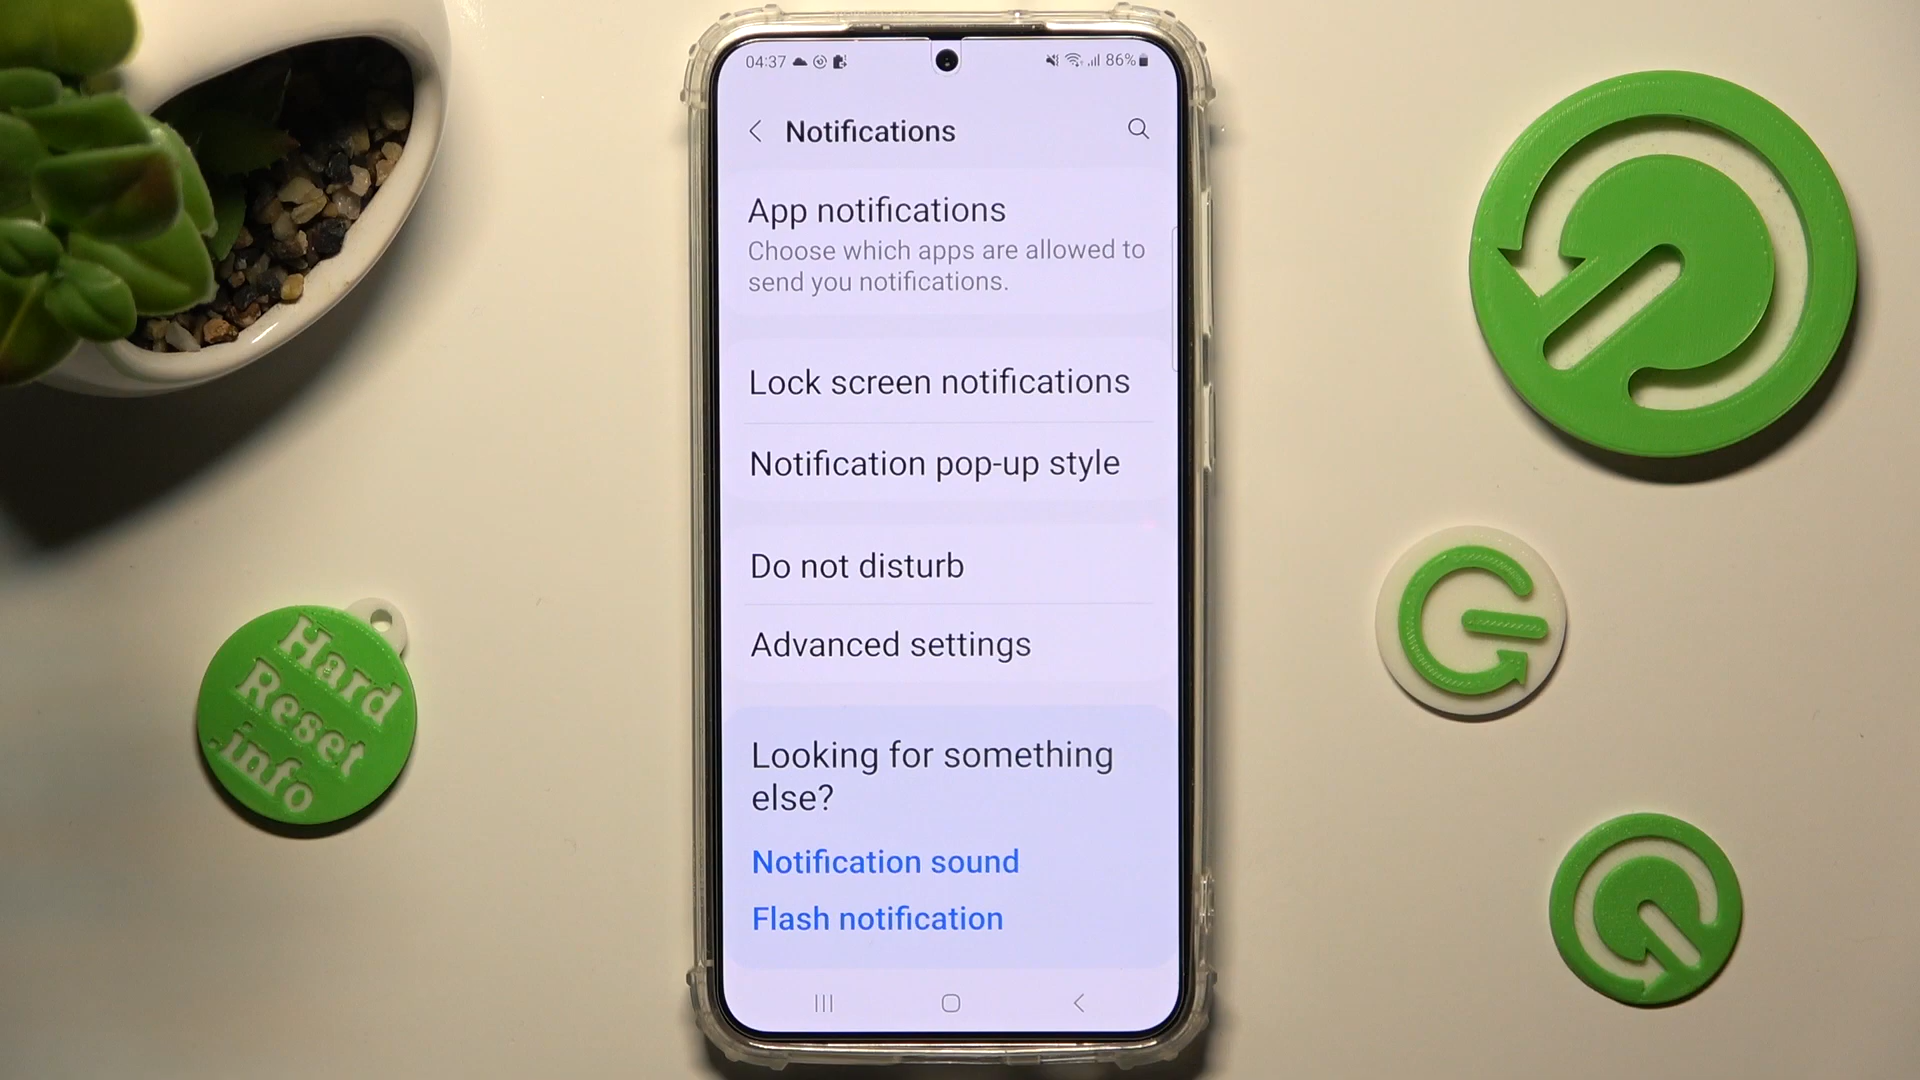 04:37
86%
Notifications
App notifications
Choose which apps are allowed to
send you notifications.
Lock screen notifications
Notification pop-up style
Do not disturb
Advanced settings
Looking for something
else?
Notification sound
Flash notification
Hard
Reset
.info